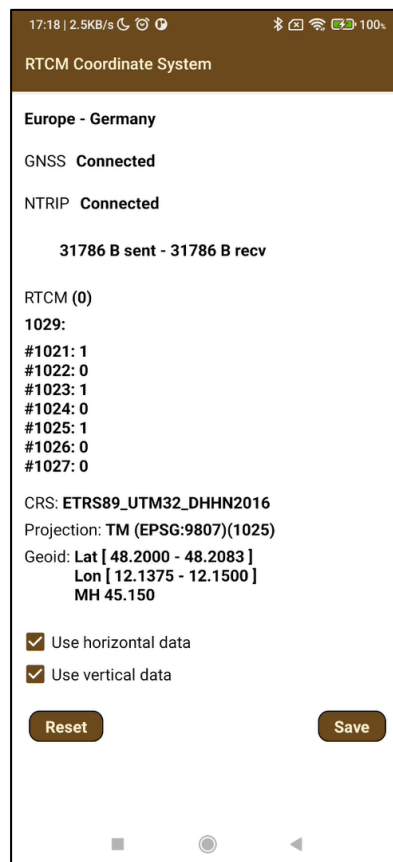 17:18 | 2.5KB/s 100%
RTCM Coordinate System
Europe - Germany
GNSS Connected
NTRIP Connected
31786 B sent - 31786 B recv
RTCM (0)
1029:
#1021: 1
#1022: 0
#1023: 1
#1024: 0
#1025: 1
#1026: 0
#1027: 0
CRS: ETRS89_UTM32_DHHN2016
Projection: TM (EPSG:9807)(1025)
Geoid: Lat [ 48.2000 - 48.2083 ]
Lon [ 12.1375 - 12.1500 ]
MH 45.150
Use horizontal data
Use vertical data
Reset Save